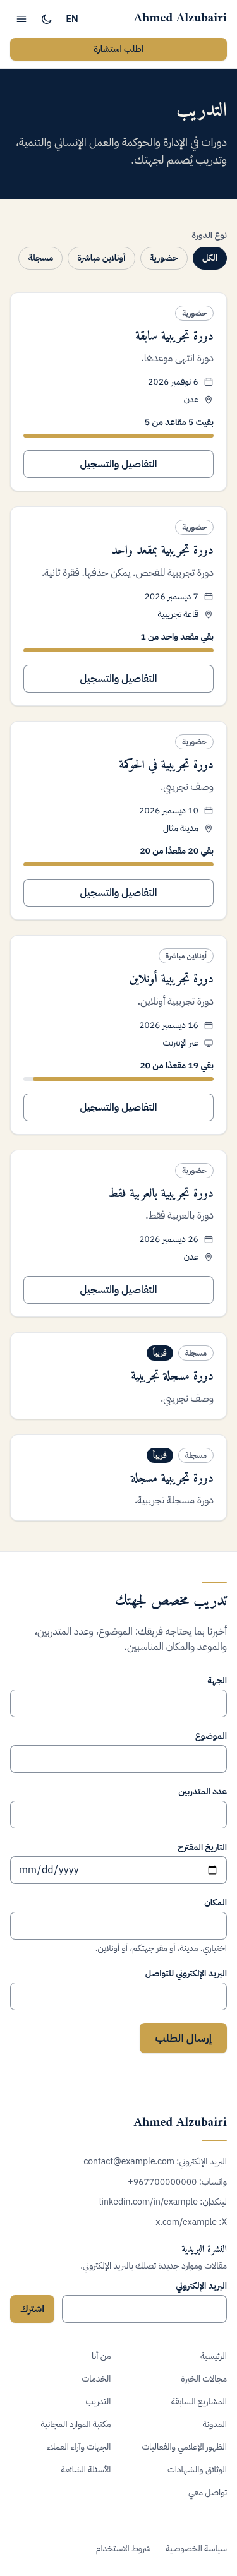 Ahmed Alzubairi
EN
اطلب استشارة
التدريب
دورات في الإدارة والحوكمة والعمل الإنساني والتنمية،
وتدريب يُصمم لجهتك.
نوع الدورة
الكل
حضورية
أونلاين مباشرة
مسجلة
حضورية
دورة تجريبية سابقة
دورة انتهى موعدها.
6 نوفمبر 2026
عدن
بقيت 5 مقاعد من 5
التفاصيل والتسجيل
حضورية
دورة تجريبية بمقعد واحد
دورة تجريبية للفحص. يمكن حذفها. فقرة ثانية.
7 ديسمبر 2026
قاعة تجريبية
بقي مقعد واحد من 1
التفاصيل والتسجيل
حضورية
دورة تجريبية في الحوكمة
وصف تجريبي.
10 ديسمبر 2026
مدينة مثال
بقي 20 مقعدًا من 20
التفاصيل والتسجيل
أونلاين مباشرة
دورة تجريبية أونلاين
دورة تجريبية أونلاين.
16 ديسمبر 2026
عبر الإنترنت
بقي 19 مقعدًا من 20
التفاصيل والتسجيل
حضورية
دورة تجريبية بالعربية فقط
دورة بالعربية فقط.
26 ديسمبر 2026
عدن
التفاصيل والتسجيل
مسجلة
قريباً
دورة مسجلة تجريبية
وصف تجريبي.
مسجلة
قريباً
دورة تجريبية مسجلة
دورة مسجلة تجريبية.
تدريب مخصص لجهتك
أخبرنا بما يحتاجه فريقك: الموضوع، وعدد المتدربين،
والموعد والمكان المناسبين.
الجهة
الموضوع
عدد المتدربين
التاريخ المقترح
mm/dd/yyyy
المكان
اختياري. مدينة، أو مقر جهتكم، أو أونلاين.
البريد الإلكتروني للتواصل
إرسال الطلب
Ahmed Alzubairi
البريد الإلكتروني: contact@example.com
واتساب: 967700000000+
لينكدإن: linkedin.com/in/example
X: x.com/example
النشرة البريدية
مقالات وموارد جديدة تصلك بالبريد الإلكتروني.
البريد الإلكتروني
اشترك
الرئيسية
من أنا
مجالات الخبرة
الخدمات
المشاريع السابقة
التدريب
المدونة
مكتبة الموارد المجانية
الظهور الإعلامي والفعاليات
الجهات وآراء العملاء
الوثائق والشهادات
الأسئلة الشائعة
تواصل معي
سياسة الخصوصية
شروط الاستخدام